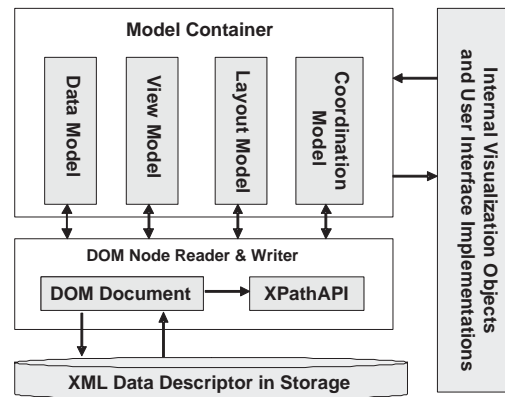 Model Container
Data Model
View Model
Layout Model
Coordination
Model
Internal Visualization Objects
and User Interface Implementations
DOM Node Reader & Writer
DOM Document
XPathAPI
XML Data Descriptor in Storage